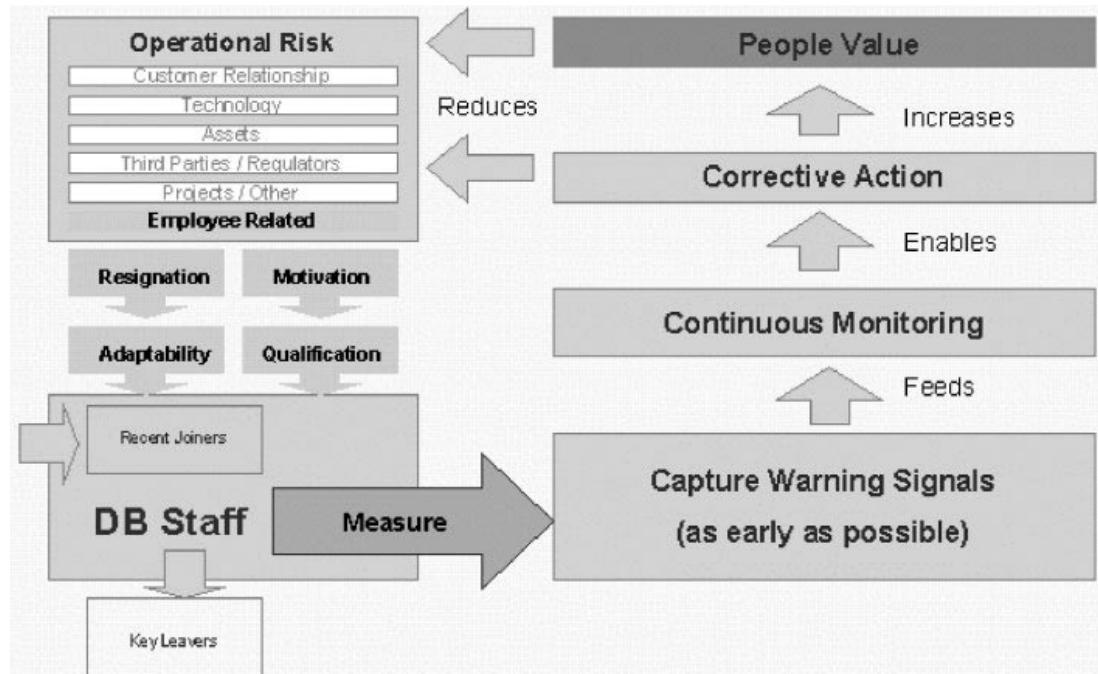 Operational Risk
Customer Relationship
Technology
Assets
Third Parties / Regulators
Projects / Other
Employee Related
Resignation
Motivation
Adaptability
Qualification
Recent Joiners
DB Staff
Key Leavers
Measure
Reduces
People Value
Increases
Corrective Action
Enables
Continuous Monitoring
Feeds
Capture Warning Signals
(as early as possible)